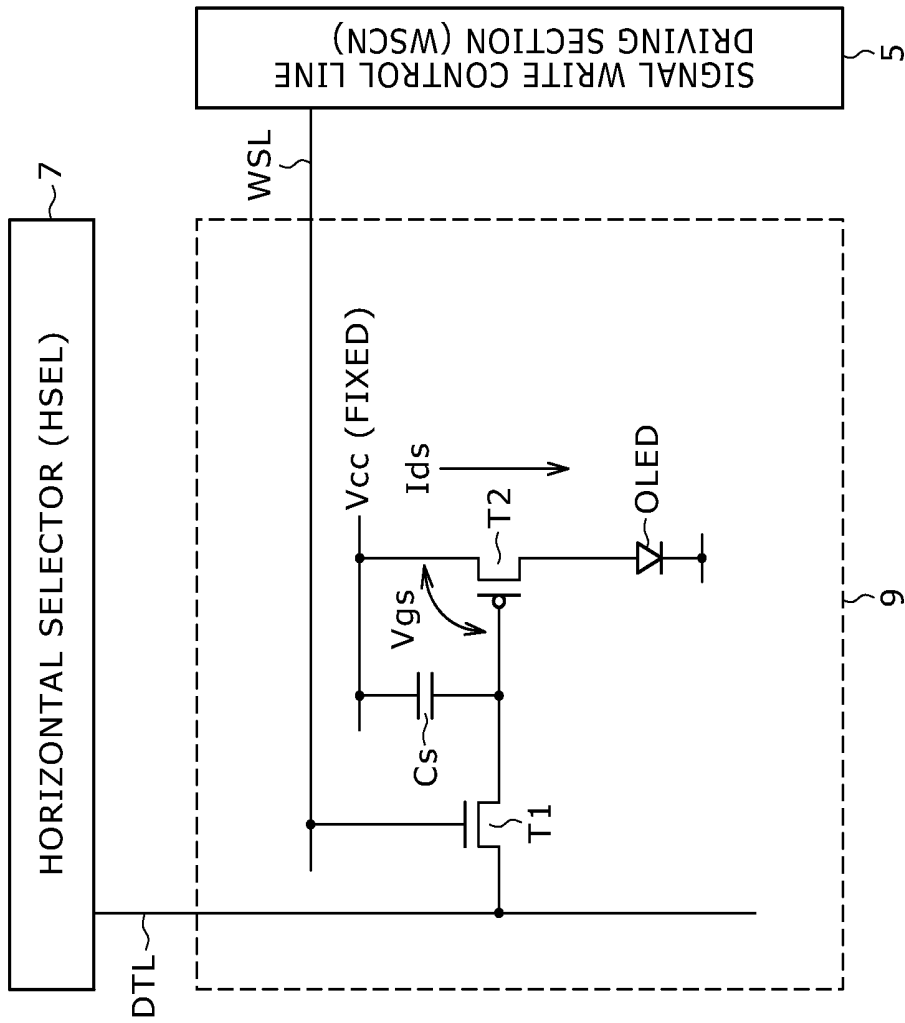 HORIZONTAL SELECTOR (HSEL)
7
DTL
WSL
SIGNAL WRITE CONTROL LINE
DRIVING SECTION (WSCN)
5
Vcc (FIXED)
Ids
Vgs
Cs
T2
T1
OLED
9